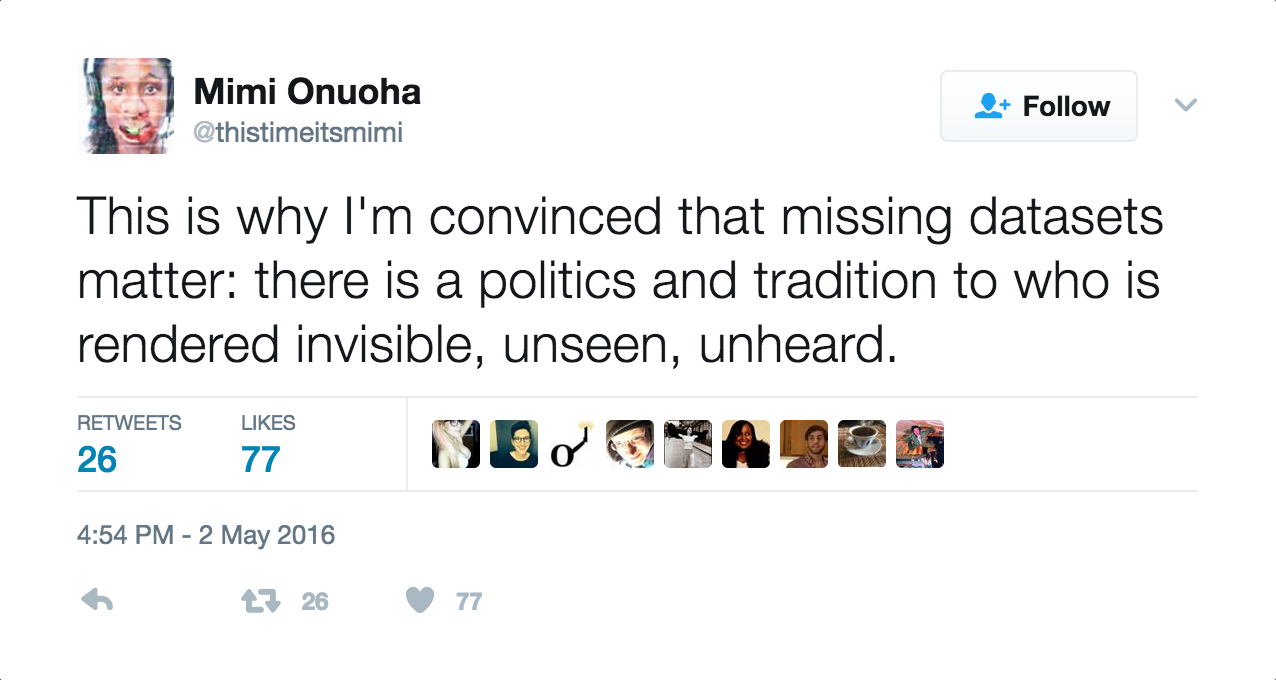 Mimi Onuoha
@thistimeitsmimi
Follow
This is why I'm convinced that missing datasets
matter: there is a politics and tradition to who is
rendered invisible, unseen, unheard.
RETWEETS LIKES
26 77
4:54 PM - 2 May 2016
26 77